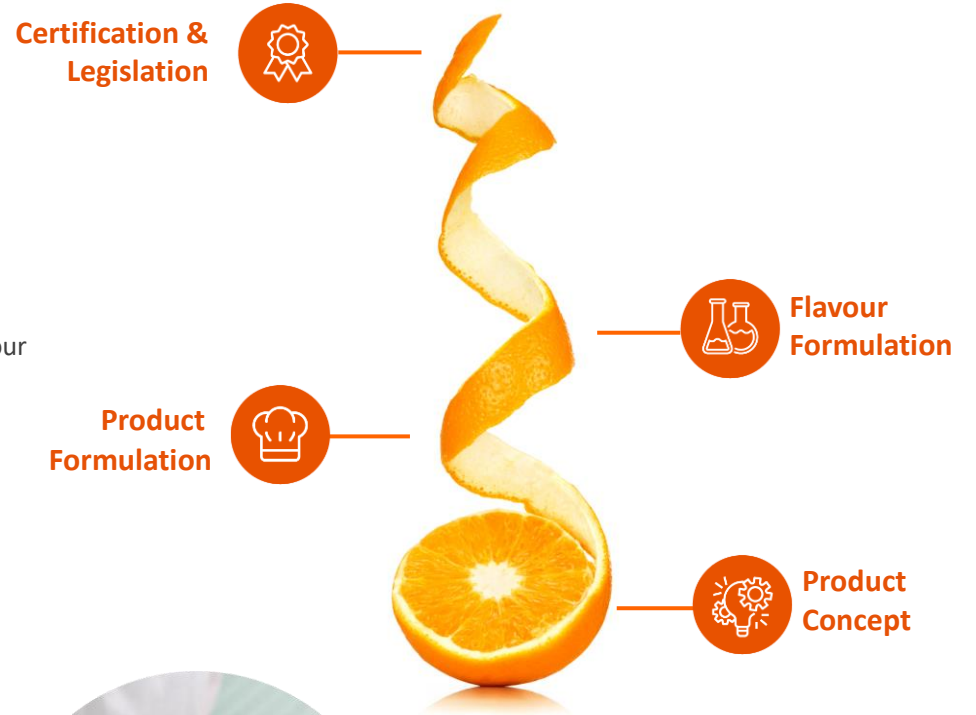 Certification &
Legislation
Flavour
Formulation
Product
Formulation
Product
Concept